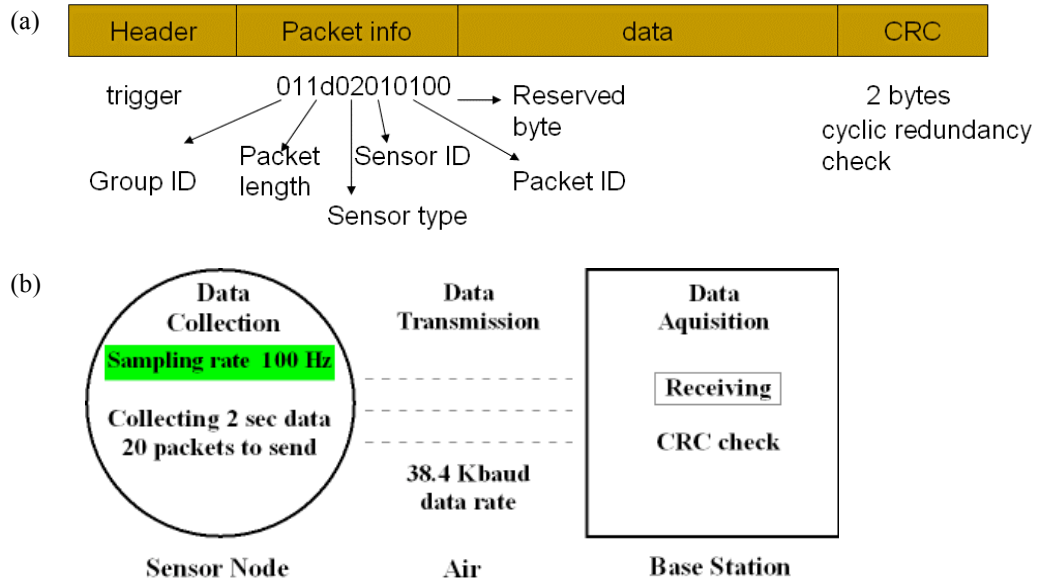 (a)
Header Packet info data CRC
trigger
011d02010100
Reserved
byte
2 bytes
cyclic redundancy
check
Group ID
Packet
length
Sensor ID
Packet ID
Sensor type
(b)
Data
Collection
Sampling rate 100 Hz
Collecting 2 sec data
20 packets to send
Sensor Node
Data
Transmission
38.4 Kbaud
data rate
Air
Data
Aquisition
Receiving
CRC check
Base Station